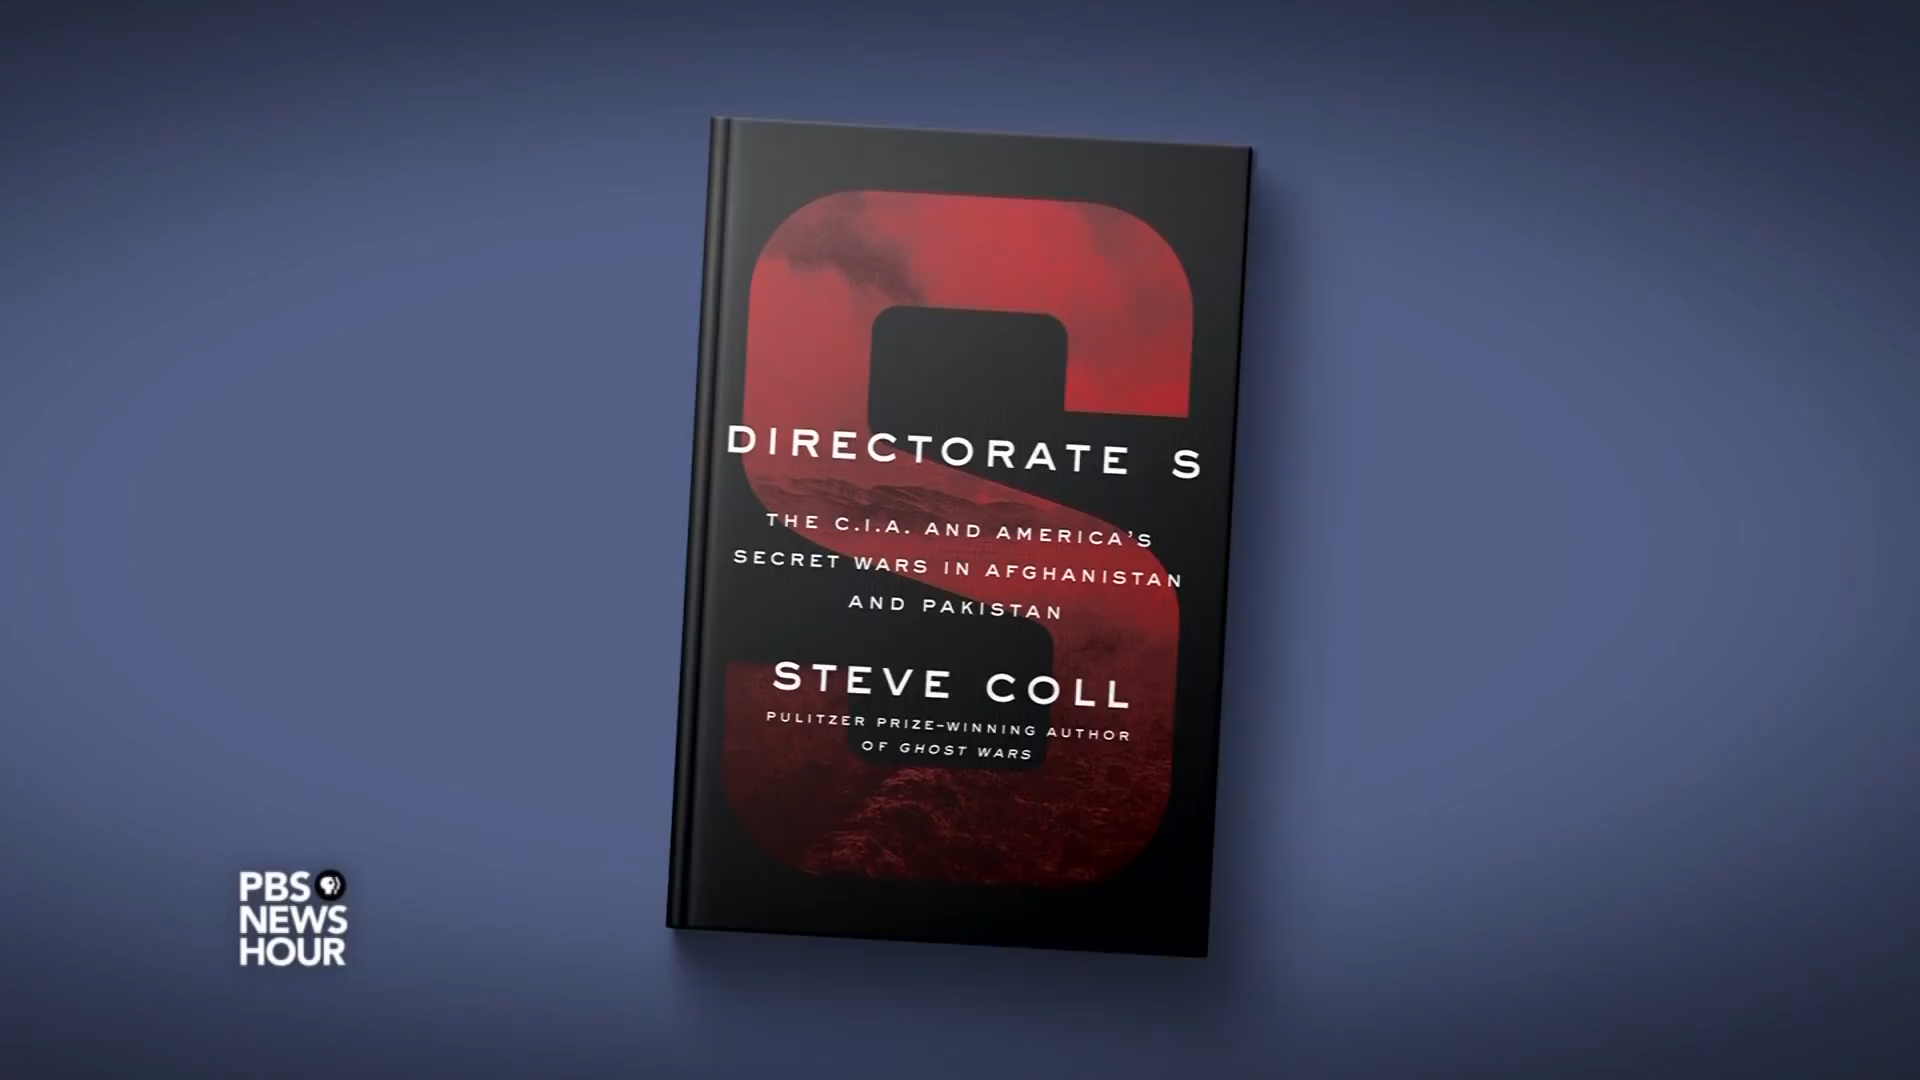 DIRECTORATE S
THE C.I.A. AND AMERICA'S
SECRET WARS IN AFGHANISTAN
AND PAKISTAN
STEVE COLL
PULITZER PRIZE-WINNING AUTHOR
OF GHOST WARS
PBS
NEWS
HOUR